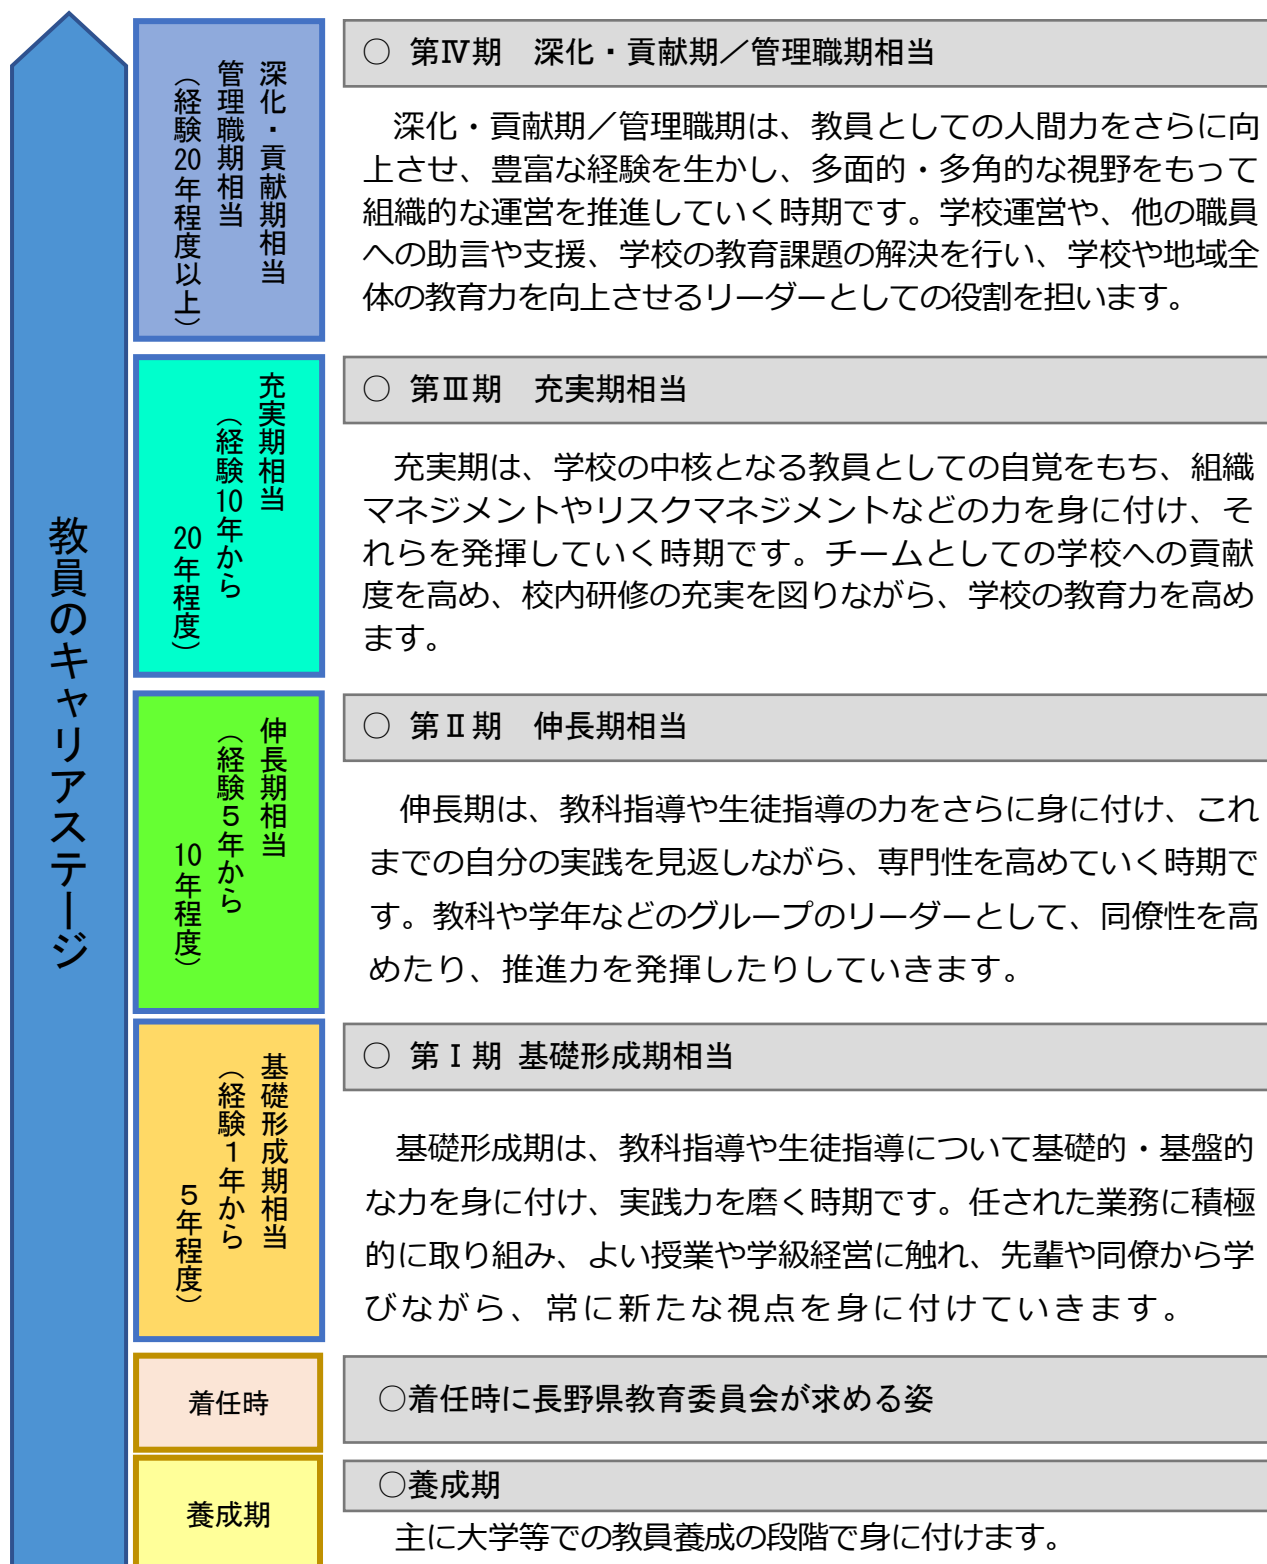 教員のキャリアステージ
深化・貢献期相当
管理職期相当
（経験20年程度以上）
○ 第Ⅳ期　深化・貢献期／管理職期相当
深化・貢献期／管理職期は、教員としての人間力をさらに向
上させ、豊富な経験を生かし、多面的・多角的な視野をもって
組織的な運営を推進していく時期です。学校運営や、他の職員
への助言や支援、学校の教育課題の解決を行い、学校や地域全
体の教育力を向上させるリーダーとしての役割を担います。
充実期相当
（経験10年から
20年程度）
○ 第Ⅲ期　充実期相当
充実期は、学校の中核となる教員としての自覚をもち、組織
マネジメントやリスクマネジメントなどの力を身に付け、そ
れらを発揮していく時期です。チームとしての学校への貢献
度を高め、校内研修の充実を図りながら、学校の教育力を高め
ます。
伸長期相当
（経験５年から
10年程度）
○ 第Ⅱ期　伸長期相当
伸長期は、教科指導や生徒指導の力をさらに身に付け、これ
までの自分の実践を見返しながら、専門性を高めていく時期で
す。教科や学年などのグループのリーダーとして、同僚性を高
めたり、推進力を発揮したりしていきます。
基礎形成期相当
（経験１年から
５年程度）
○ 第Ⅰ期 基礎形成期相当
基礎形成期は、教科指導や生徒指導について基礎的・基盤的
な力を身に付け、実践力を磨く時期です。任された業務に積極
的に取り組み、よい授業や学級経営に触れ、先輩や同僚から学
びながら、常に新たな視点を身に付けていきます。
着任時
○着任時に長野県教育委員会が求める姿
養成期
○養成期
主に大学等での教員養成の段階で身に付けます。